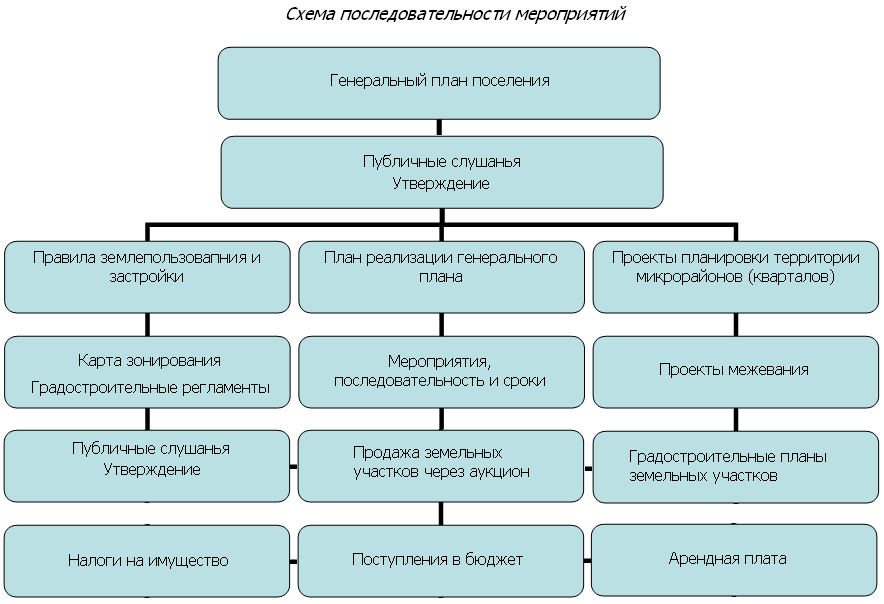 Схема последовательности мероприятий
Генеральный план поселения
Публичные слушанья
Утверждение
Правила землепользовапния и
застройки
План реализации генерального
плана
Проекты планировки территории
микрорайонов (кварталов)
Карта зонирования
Градостроительные регламенты
Мероприятия,
последовательность и сроки
Проекты межевания
Публичные слушанья
Утверждение
Продажа земельных
участков через аукцион
Градостроительные планы
земельных участков
Налоги на имущество
Поступления в бюджет
Арендная плата